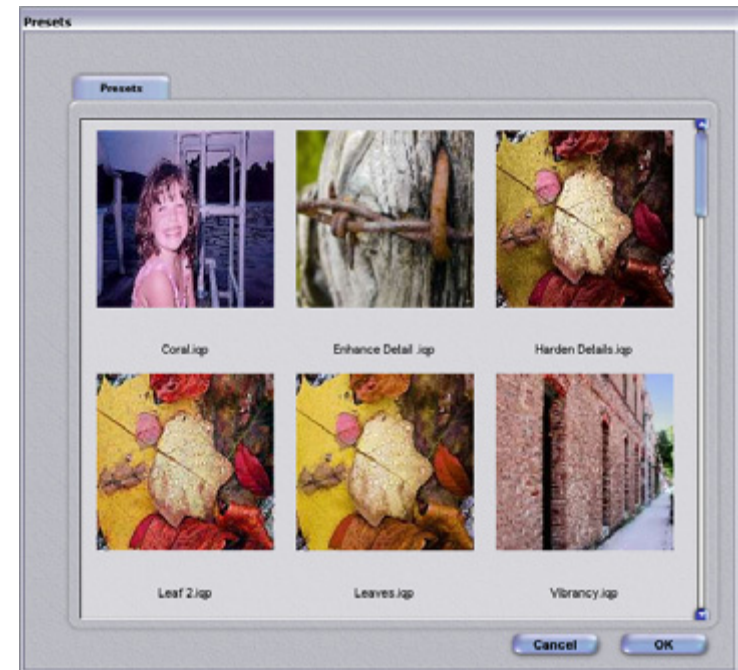 Presets
Presets
Coral.iqp
Enhance Detail .iqp
Harden Details.iqp
Leaf 2.iqp
Leaves.iqp
Vibrancy.iqp
Cancel
OK